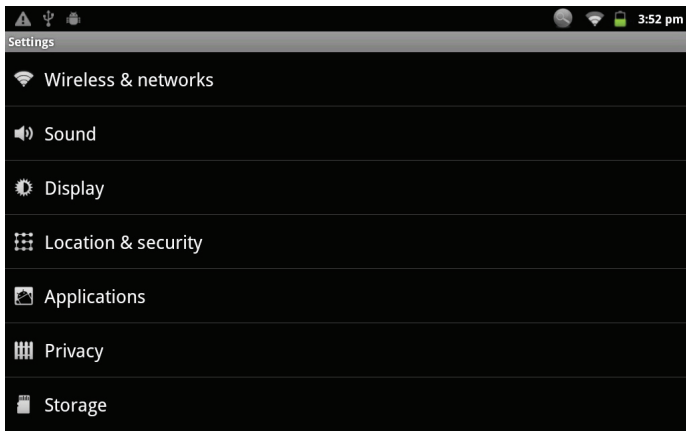 3:52 pm
Settings
Wireless & networks
Sound
Display
Location & security
Applications
Privacy
Storage